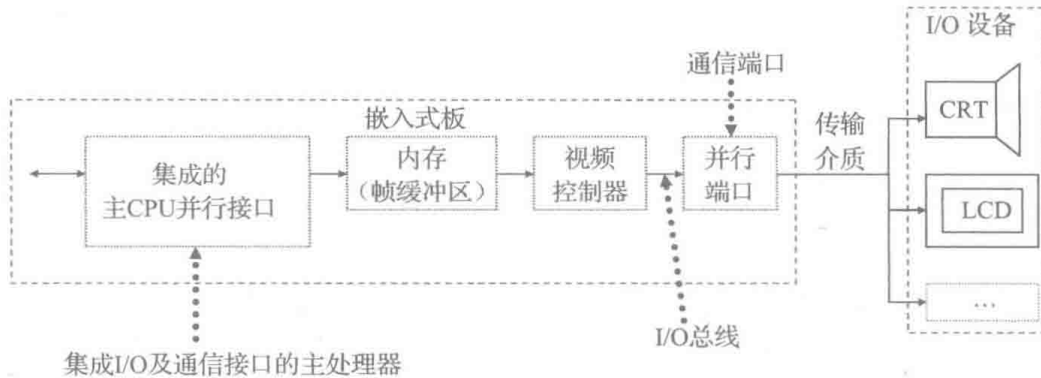 I/O 设备
通信端口
嵌入式板
CRT
传输
介质
集成的
主CPU并行接口
内存
(帧缓冲区)
视频
控制器
并行
端口
LCD
…
I/O总线
集成I/O及通信接口的主处理器